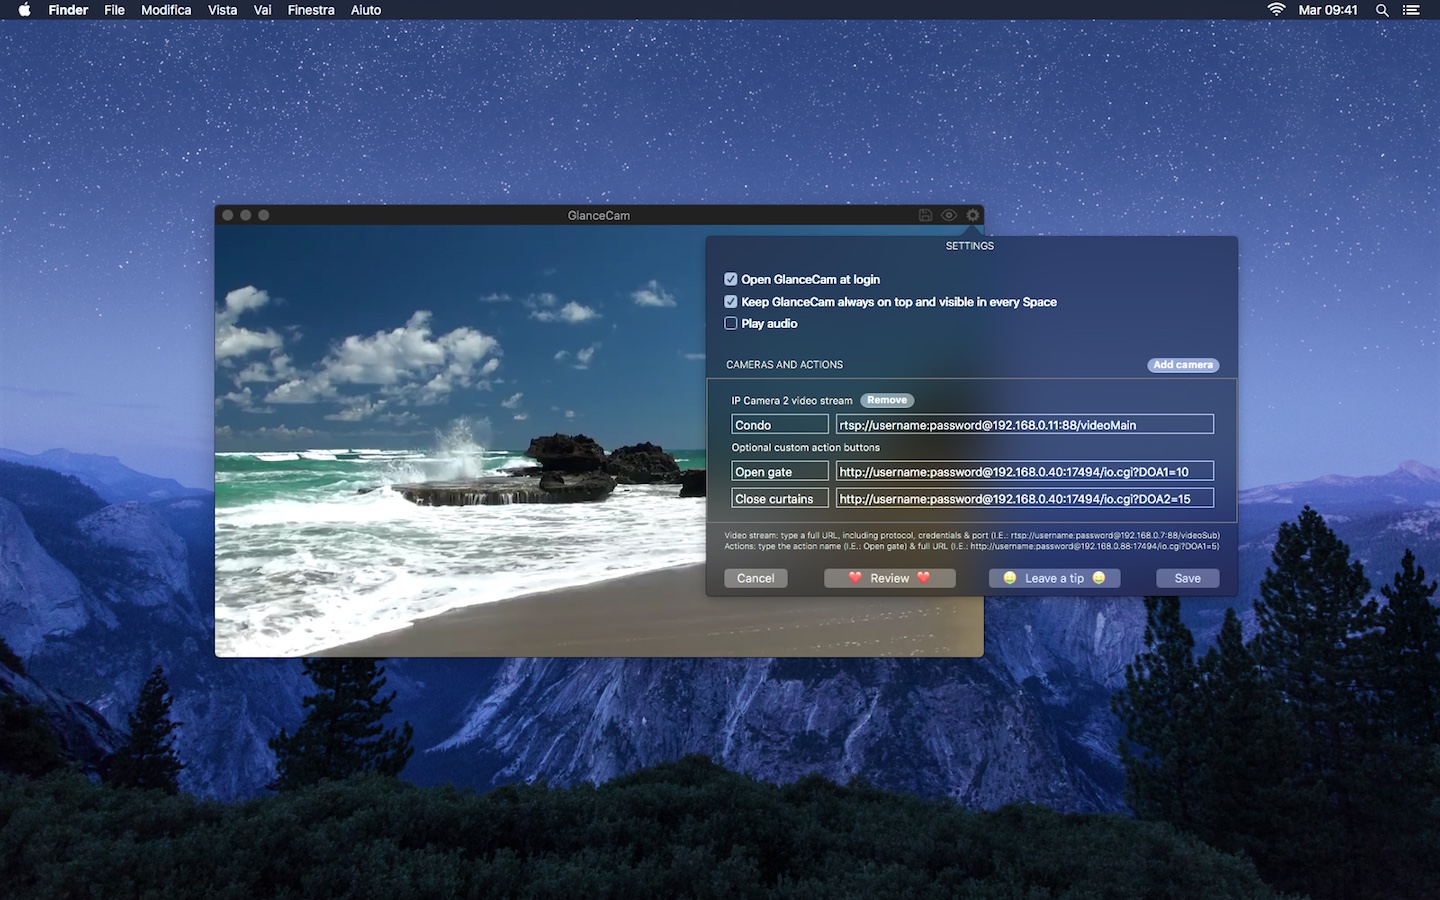 Finder File Modifica Vista Vai Finestra Aiuto Mar 09:41
GlanceCam
SETTINGS
Open GlanceCam at login
Keep GlanceCam always on top and visible in every Space
Play audio
CAMERAS AND ACTIONS Add camera
IP Camera 2 video stream Remove
Condo rtsp://username:password@192.168.0.11:88/videoMain
Optional custom action buttons
Open gate http://username:password@192.168.0.40:17494/io.cgi?DOA1=10
Close curtains http://username:password@192.168.0.40:17494/io.cgi?DOA2=15
Video stream: type a full URL, including protocol, credentials & port (I.E.: rtsp://username:password@192.168.0.7:88/videoSub)
Actions: type the action name (I.E.: Open gate) & full URL (I.E.: http://username:password@192.168.0.88:17494/io.cgi?DOA1=5)
Cancel ❤️ Review ❤️ 🤑 Leave a tip 🤑 Save